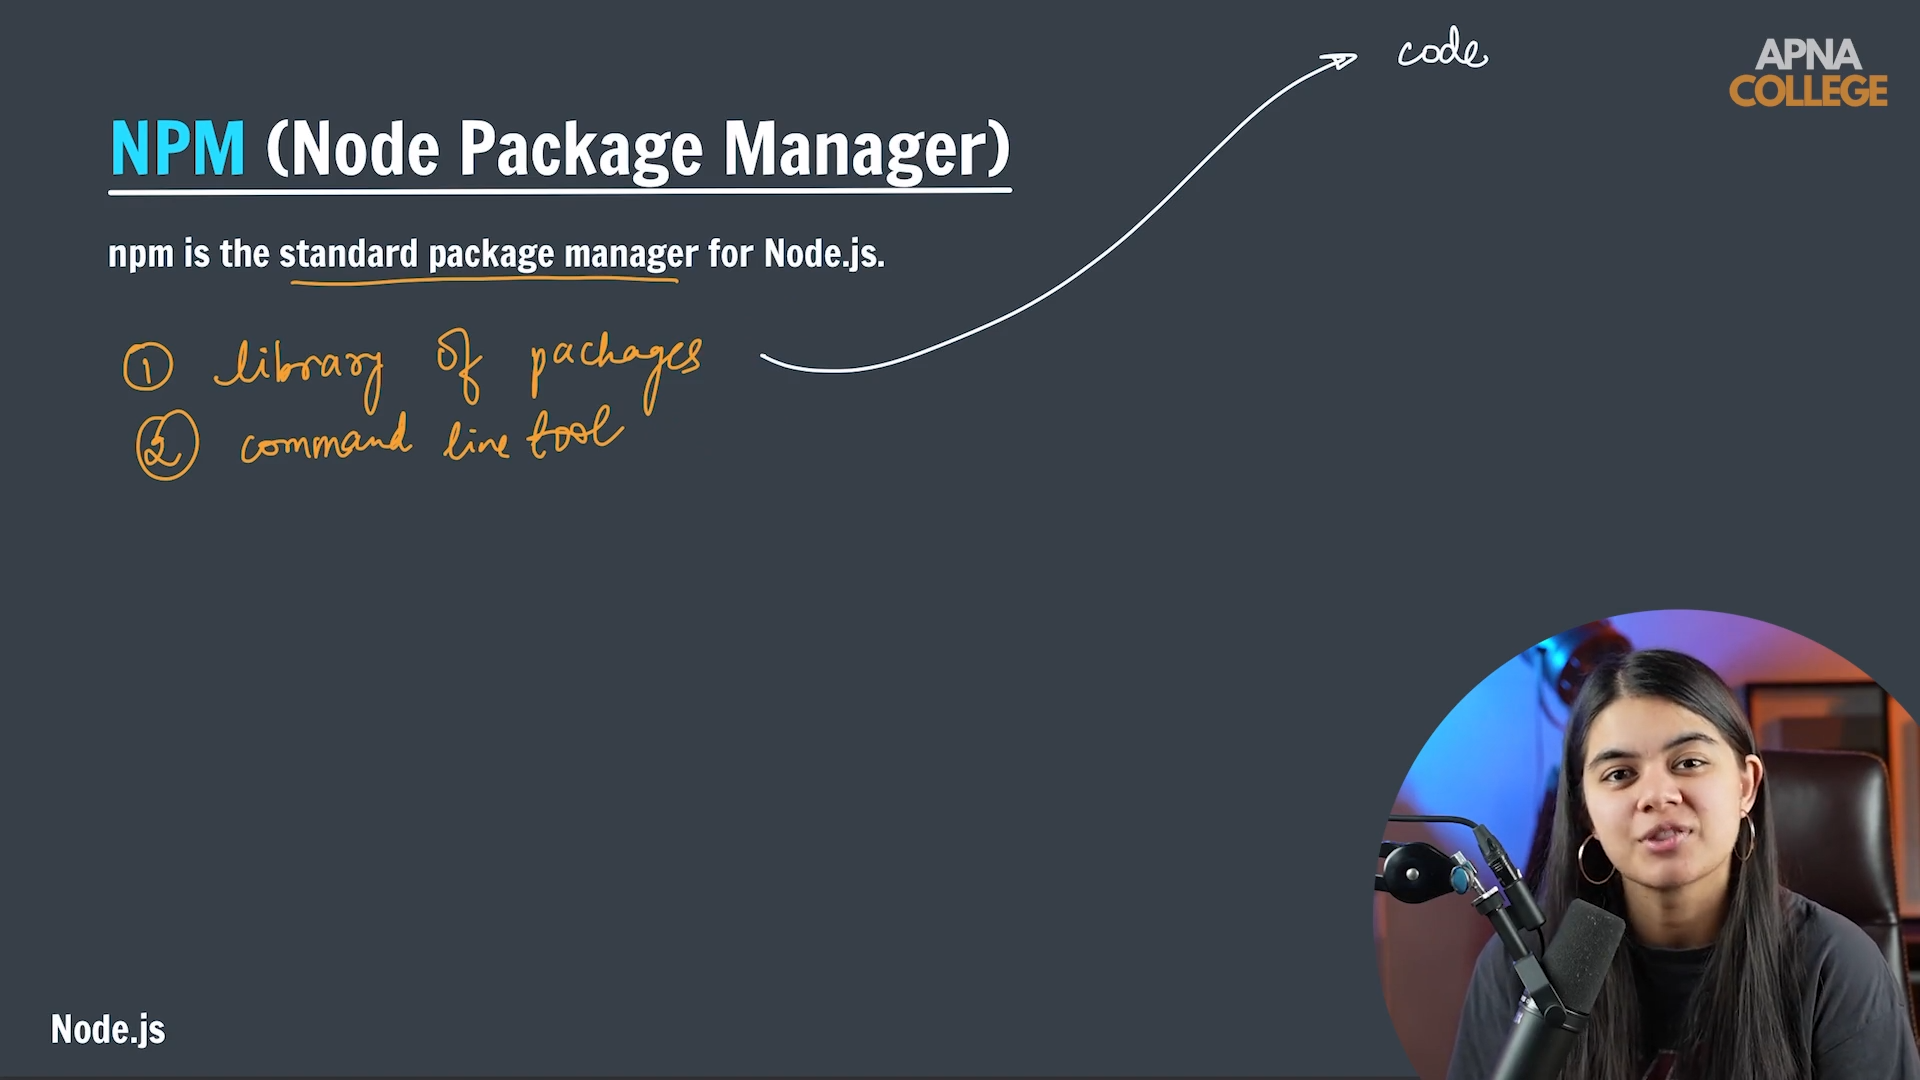 code
APNA
COLLEGE
NPM (Node Package Manager)
npm is the standard package manager for Node.js.
1 library of packages
2 command line tool
Node.js